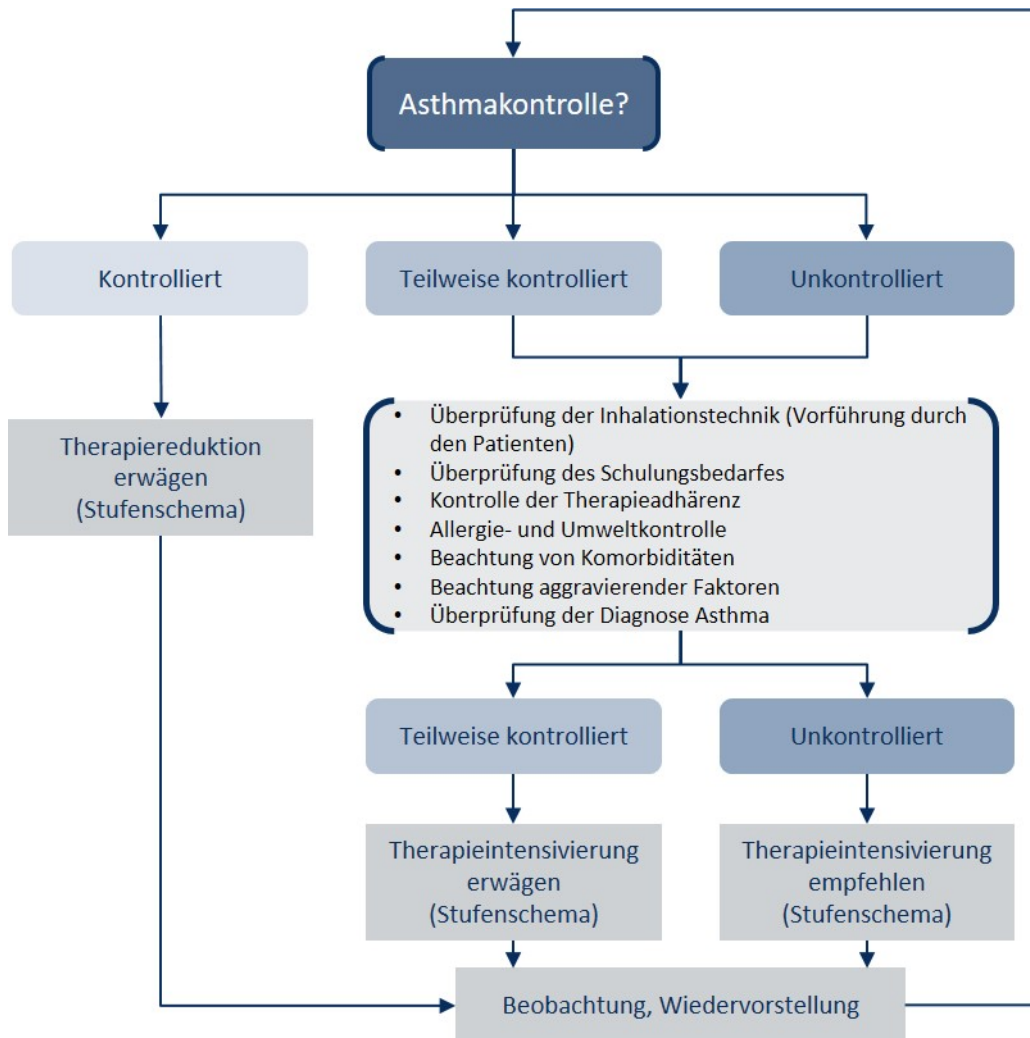 Asthmakontrolle?
Kontrolliert
Teilweise kontrolliert
Unkontrolliert
Therapiereduktion
erwägen
(Stufenschema)
• Überprüfung der Inhalationstechnik (Vorführung durch
den Patienten)
• Überprüfung des Schulungsbedarfes
• Kontrolle der Therapieadhärenz
• Allergie- und Umweltkontrolle
• Beachtung von Komorbiditäten
• Beachtung aggravierender Faktoren
• Überprüfung der Diagnose Asthma
Teilweise kontrolliert
Unkontrolliert
Therapieintensivierung
erwägen
(Stufenschema)
Therapieintensivierung
empfehlen
(Stufenschema)
Beobachtung, Wiedervorstellung